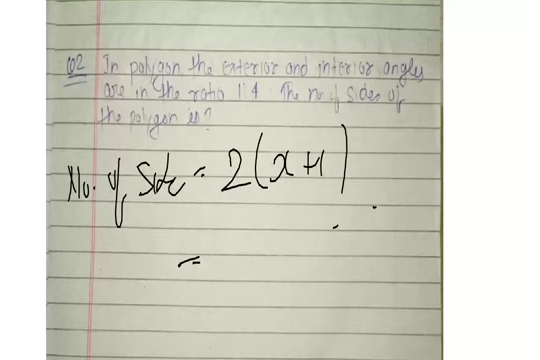 Q2 In polygon the exterior and interior angles
are in the ratio 1:4. The no. of sides of
the polygon is?
No. of Side = 2(x+1)
=